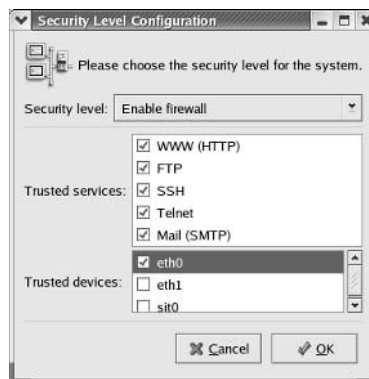 Security Level Configuration
Please choose the security level for the system.
Security level: Enable firewall
Trusted services:
WWW (HTTP)
FTP
SSH
Telnet
Mail (SMTP)
Trusted devices:
eth0
eth1
sit0
Cancel
OK